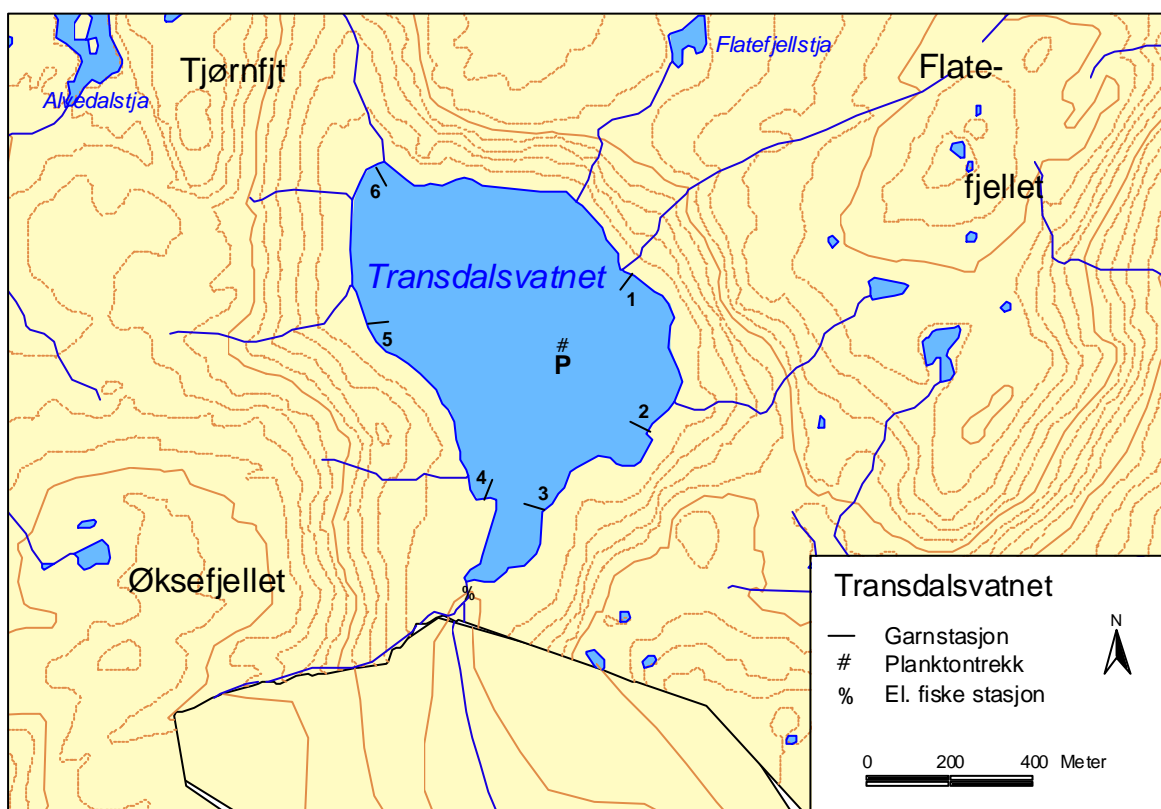 Tjørnfjt
Alvedalstja
Flatefjellstja
Flate-
fjellet
6
Transdalsvatnet
1
5
#
P
2
4
3
Øksefjellet
%
Transdalsvatnet
N
Garnstasjon
# Planktontrekk
% El. fiske stasjon
0 200 400 Meter